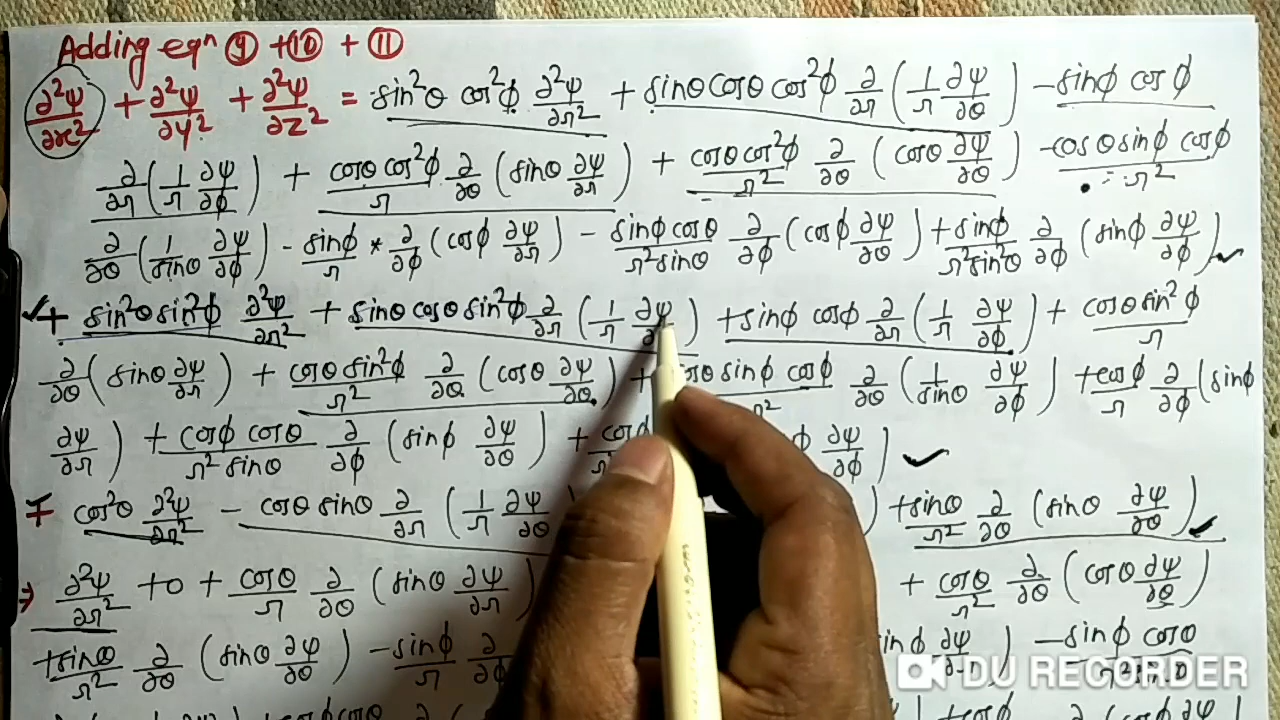 Adding eqn ⑨ + ⑩ + ⑪
∂²ψ/∂x² + ∂²ψ/∂y² + ∂²ψ/∂z² = sin²θ cos²ϕ ∂²ψ/∂r² + sinθ cosθ cos²ϕ ∂/∂r (1/r ∂ψ/∂θ) - sinϕ cosϕ
∂/∂r (1/r ∂ψ/∂ϕ) + cosθ cos²ϕ/r ∂/∂θ (sinθ ∂ψ/∂r) + cosθ cos²ϕ/r² ∂/∂θ (cosθ ∂ψ/∂θ) - cosθ sinϕ cosϕ/r²
∂/∂θ (1/sinθ ∂ψ/∂ϕ) - sinϕ/r * ∂/∂ϕ (cosϕ ∂ψ/∂r) - sinϕ cosθ/r² sinθ ∂/∂ϕ (cosϕ ∂ψ/∂θ) + sinϕ/r² sin²θ ∂/∂ϕ (sinϕ ∂ψ/∂ϕ) ✓
✓ + sin²θ sin²ϕ ∂²ψ/∂r² + sinθ cosθ sin²ϕ ∂/∂r (1/r ∂ψ/) + sinϕ cosϕ ∂/∂r (1/r ∂ψ/∂ϕ) + cosθ sin²ϕ/r
∂/∂θ (sinθ ∂ψ/∂r) + cosθ sin²ϕ/r² ∂/∂θ (cosθ ∂ψ/∂θ) + sinϕ cosϕ/r² ∂/∂θ (1/sinθ ∂ψ/∂ϕ) + cosϕ/r ∂/∂ϕ (sinϕ
∂ψ/∂r) + cosϕ cosθ/r² sinθ ∂/∂ϕ (sinϕ ∂ψ/∂θ) + ϕ ∂ψ/∂ϕ) ✓
+ cos²θ ∂²ψ/∂r² - cosθ sinθ ∂/∂r (1/r ∂ψ/∂θ ) + sinθ/r² ∂/∂θ (sinθ ∂ψ/∂θ) ✓
⇒ ∂²ψ/∂r² + 0 + cosθ/r ∂/∂θ (sinθ ∂ψ/∂r) + cosθ/r² ∂/∂θ (cosθ ∂ψ/∂θ)
+ sinθ/r² ∂/∂θ (sinθ ∂ψ/∂θ) - sinϕ/r ∂/∂ϕ ∂ψ/∂r) - sinϕ cosθ
DU RECORDER